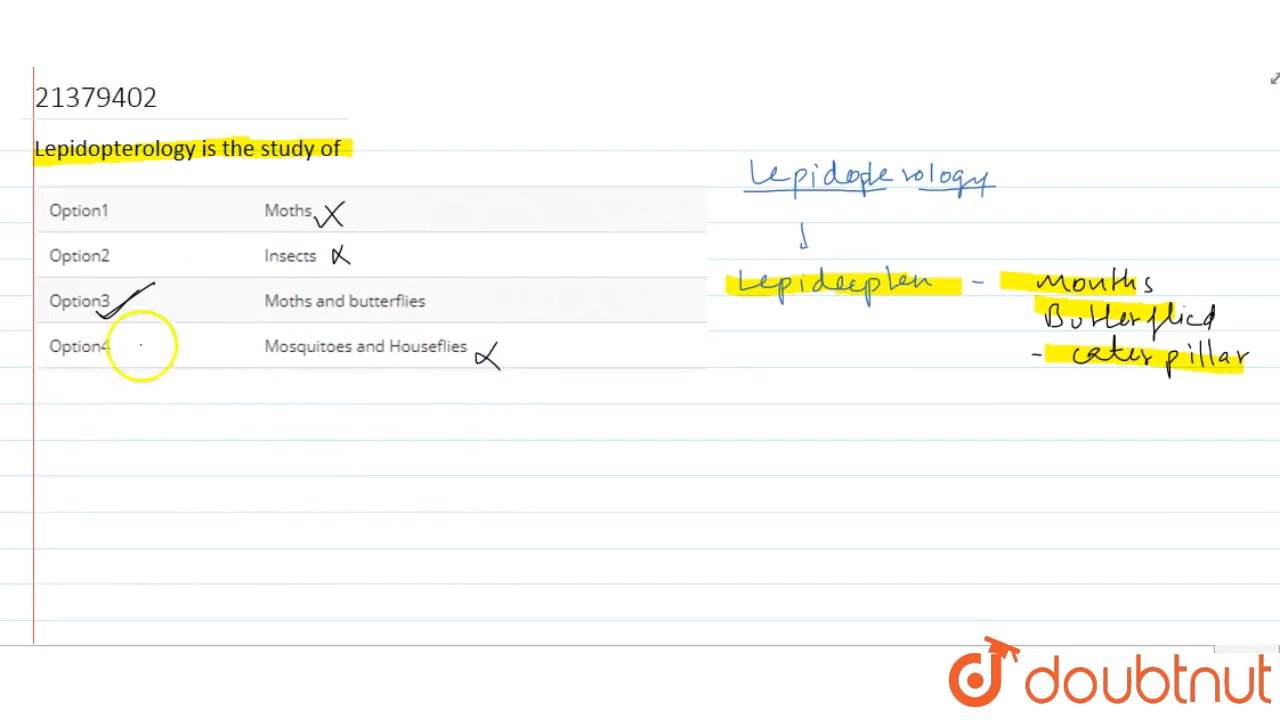 21379402
Lepidopterology is the study of
Option1 Moths
Option2 Insects
Option3 Moths and butterflies
Option4 Mosquitoes and Houseflies
Lepidopterology
Lepideepten - Mouths
Butterflied
- caterpillar
doubtnut